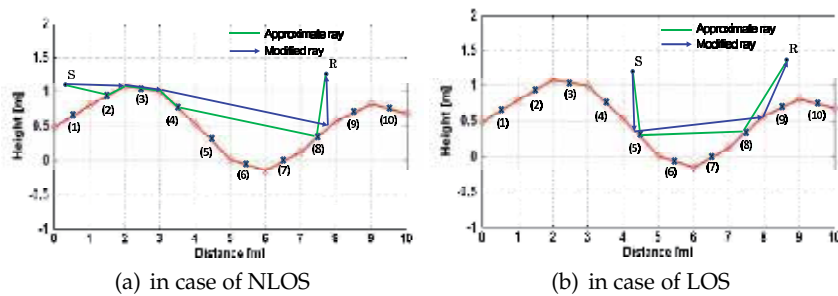 Approximate ray
Modified ray
S
R
(1)
(2)
(3)
(4)
(5)
(6)
(7)
(8)
(9)
(10)
Height [m]
2
1.5
1
0.5
0
-0.5
-1
0 1 2 3 4 5 6 7 8 9 10
Distance [m]
(a) in case of NLOS
Approximate ray
Modified ray
S
R
(1)
(2)
(3)
(4)
(5)
(6)
(7)
(8)
(9)
(10)
Height [m]
2
1.5
1
0.5
0
-0.5
-1
0 1 2 3 4 5 6 7 8 9 10
Distance [m]
(b) in case of LOS